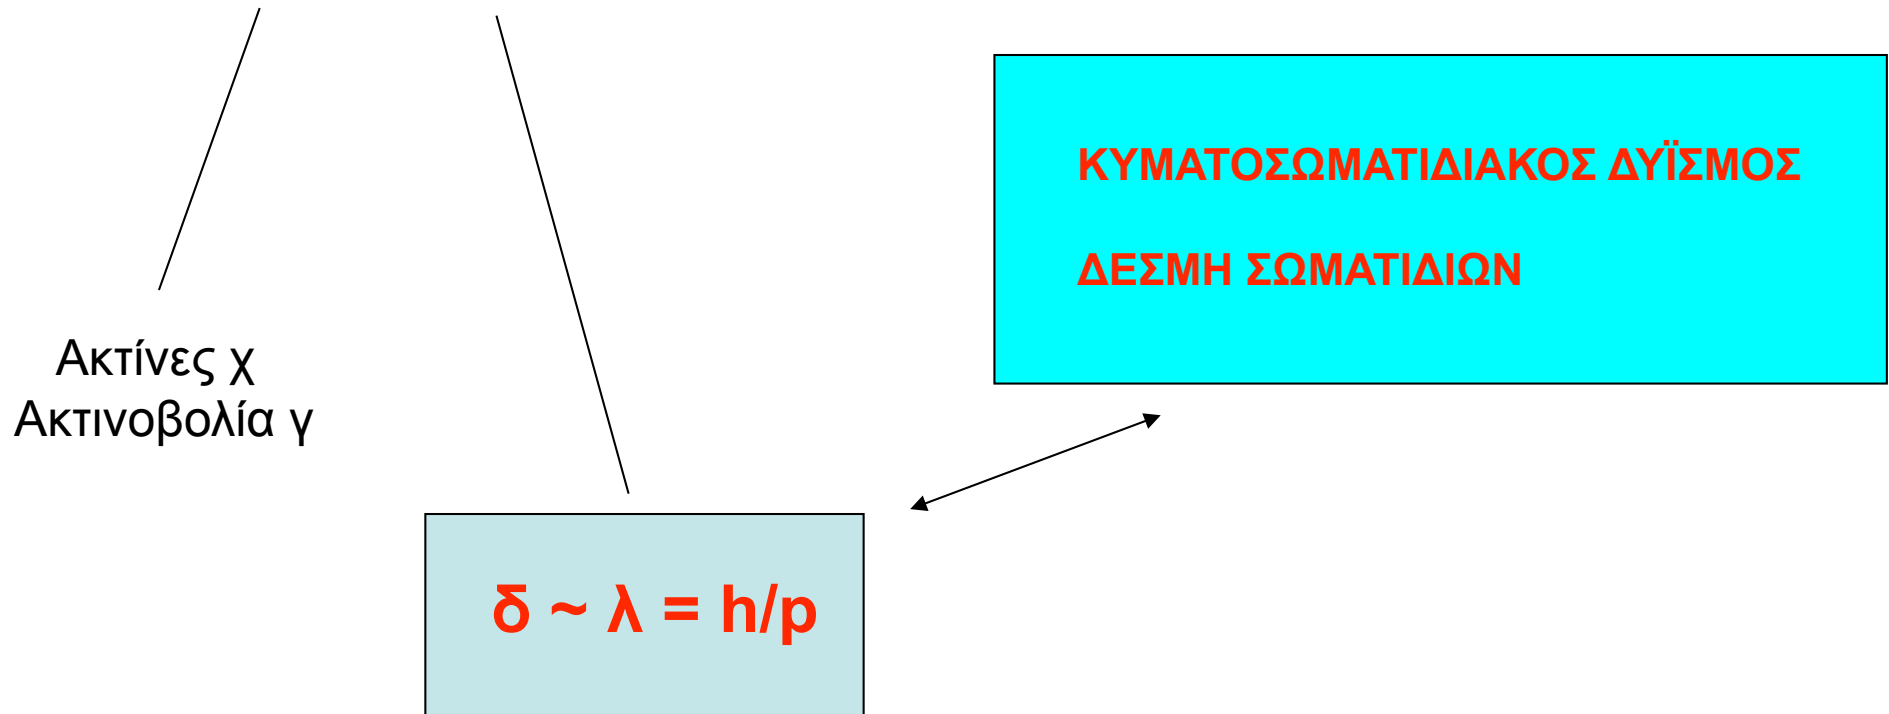 ΚΥΜΑΤΟΣΩΜΑΤΙΔΙΑΚΟΣ ΔΥΪΣΜΟΣ
ΔΕΣΜΗ ΣΩΜΑΤΙΔΙΩΝ
Ακτίνες χ
Ακτινοβολία γ
δ ~ λ = h/p